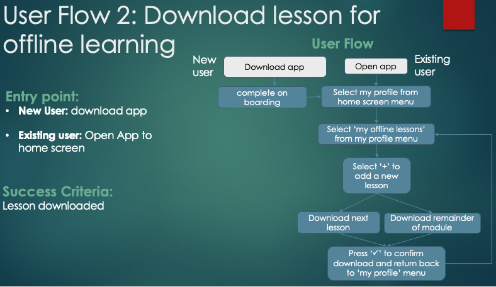 User Flow 2: Download lesson for
offline learning
User Flow
New
user
Download app
Open app
Existing
user
Entry point:
• New User: download app
• Existing user: Open App to
home screen
Success Criteria:
Lesson downloaded
complete on
boarding
Select my profile from
home screen menu
Select 'my offline lessons'
from my profile menu
Select '+' to
add a new
lesson
Download next
lesson
Download remainder
of module
Press '✓' to confirm
download and return back
to 'my profile' menu